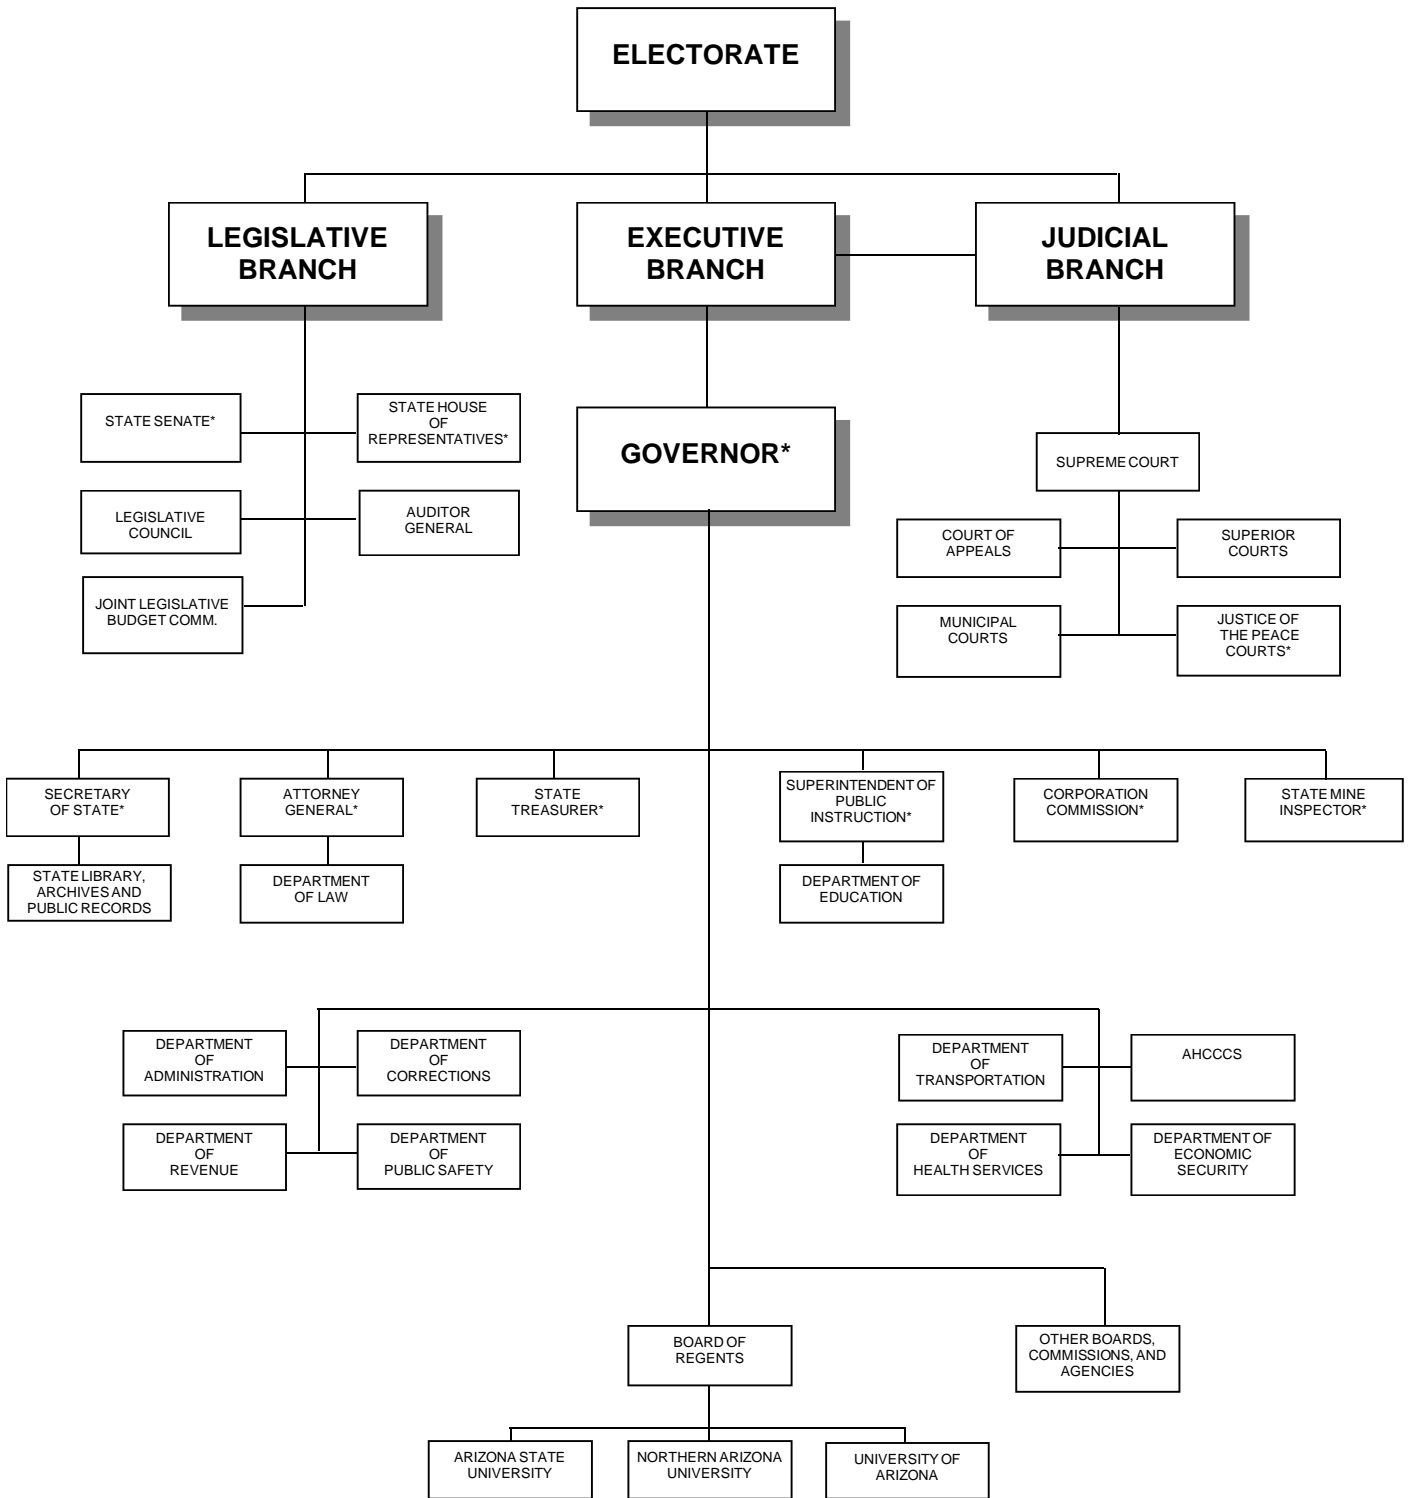 ELECTORATE
LEGISLATIVE
BRANCH
EXECUTIVE
BRANCH
JUDICIAL
BRANCH
STATE SENATE*
STATE HOUSE
OF
REPRESENTATIVES*
LEGISLATIVE
COUNCIL
AUDITOR
GENERAL
JOINT LEGISLATIVE
BUDGET COMM.
GOVERNOR*
SUPREME COURT
COURT OF
APPEALS
SUPERIOR
COURTS
MUNICIPAL
COURTS
JUSTICE OF
THE PEACE
COURTS*
SECRETARY
OF STATE*
ATTORNEY
GENERAL*
STATE
TREASURER*
SUPERINTENDENT OF
PUBLIC
INSTRUCTION*
CORPORATION
COMMISSION*
STATE MINE
INSPECTOR*
STATE LIBRARY,
ARCHIVES AND
PUBLIC RECORDS
DEPARTMENT
OF LAW
DEPARTMENT OF
EDUCATION
DEPARTMENT
OF
ADMINISTRATION
DEPARTMENT
OF
CORRECTIONS
DEPARTMENT
OF
TRANSPORTATION
AHCCCS
DEPARTMENT
OF
REVENUE
DEPARTMENT
OF
PUBLIC SAFETY
DEPARTMENT
OF
HEALTH SERVICES
DEPARTMENT OF
ECONOMIC
SECURITY
BOARD OF
REGENTS
OTHER BOARDS,
COMMISSIONS, AND
AGENCIES
ARIZONA STATE
UNIVERSITY
NORTHERN ARIZONA
UNIVERSITY
UNIVERSITY OF
ARIZONA